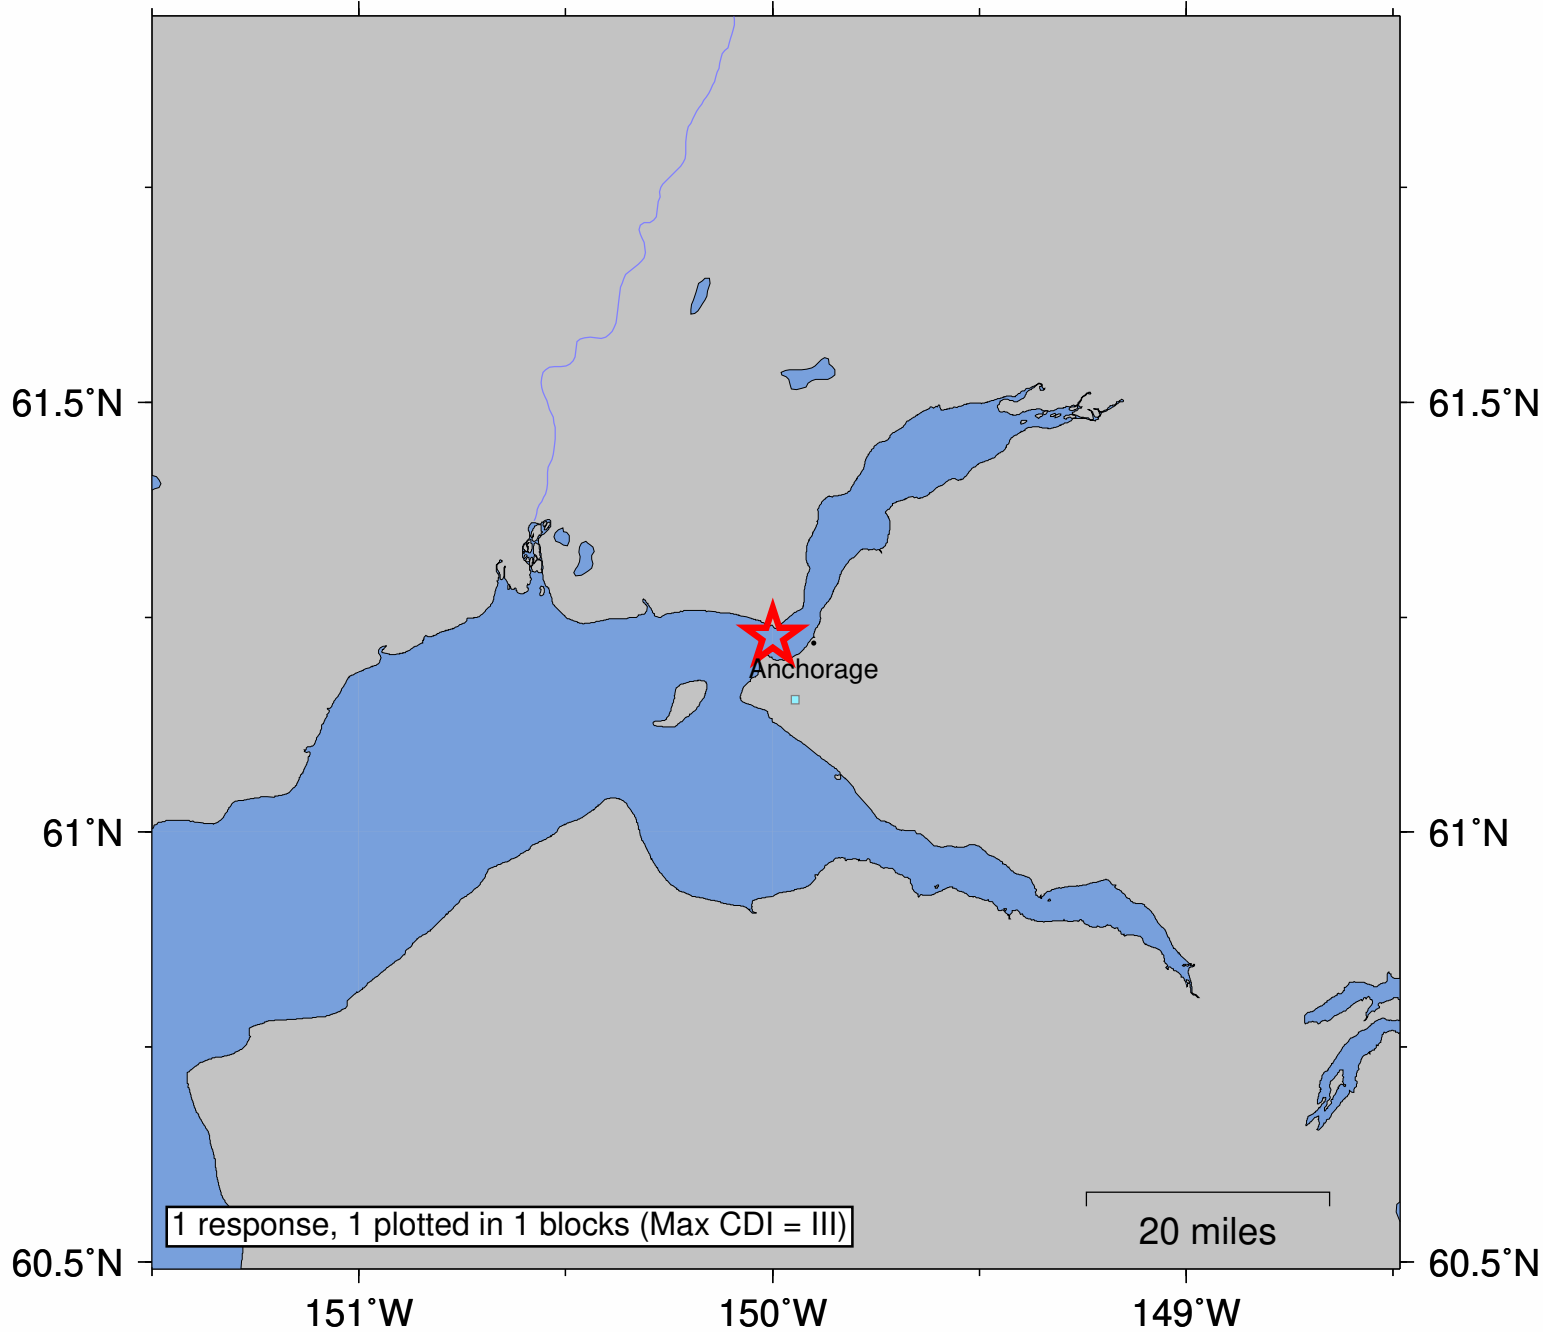 61.5°N
61.5°N
Anchorage
61°N
61°N
1 response, 1 plotted in 1 blocks (Max CDI = III)
20 miles
60.5°N
60.5°N
151°W
150°W
149°W